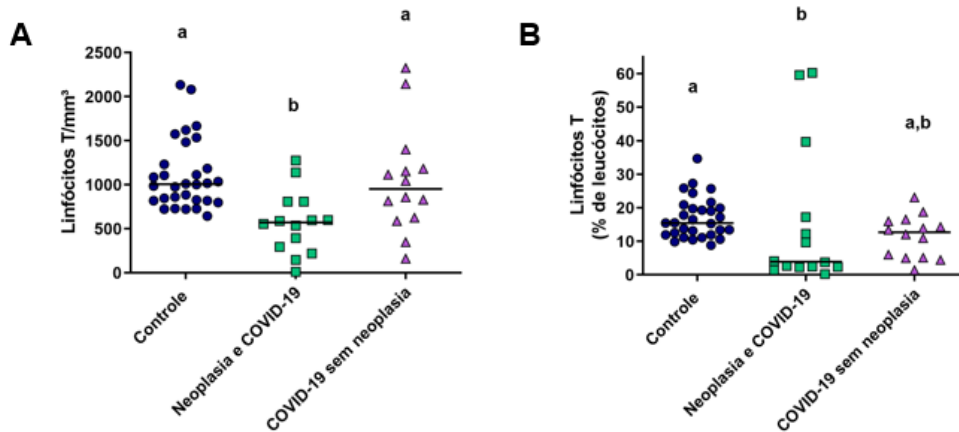 A
a
b
a
Linfócitos T/mm³
2500
2000
1500
1000
500
0
Controle
Neoplasia e COVID-19
COVID-19 sem neoplasia
B
a
b
a,b
Linfócitos T
(% de leucócitos)
60
50
40
30
20
10
0
Controle
Neoplasia e COVID-19
COVID-19 sem neoplasia